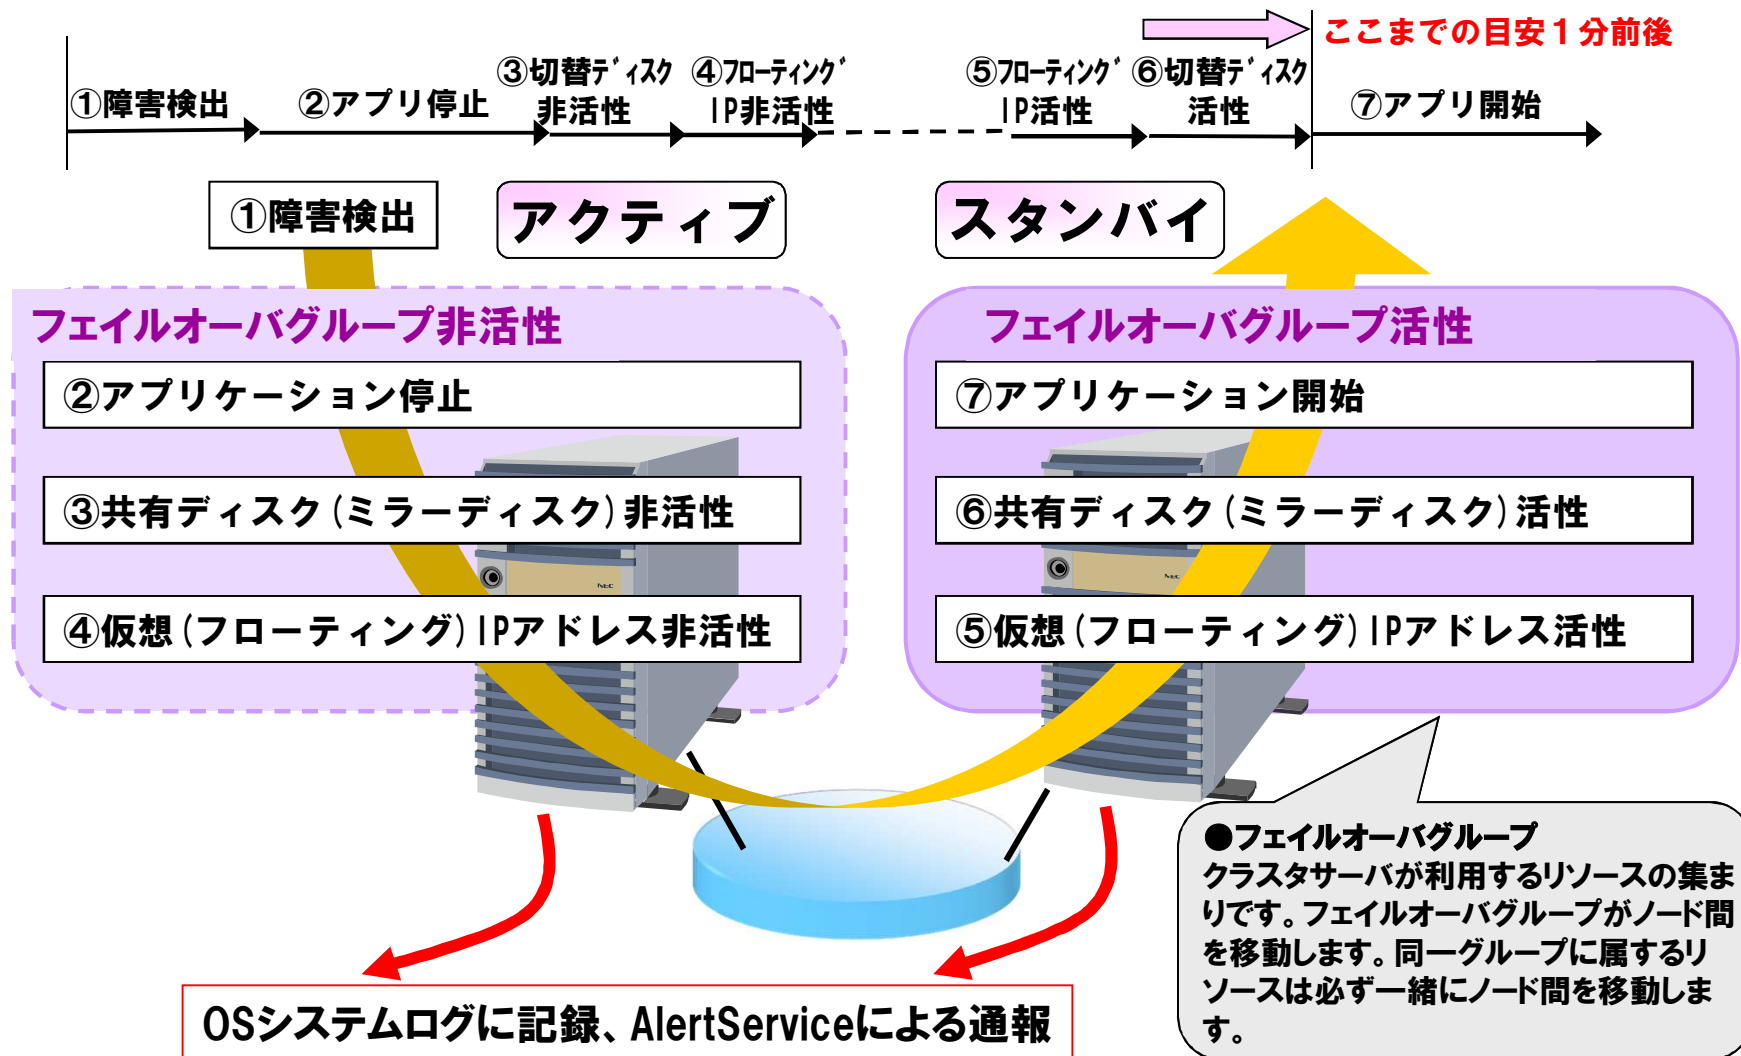 ここまでの目安１分前後
①障害検出
②アプリ停止
③切替ディスク
非活性
④フローティング
IP非活性
⑤フローティング
IP活性
⑥切替ディスク
活性
⑦アプリ開始
①障害検出
アクティブ
スタンバイ
フェイルオーバグループ非活性
②アプリケーション停止
③共有ディスク(ミラーディスク)非活性
NEC
④仮想(フローティング)IPアドレス非活性
フェイルオーバグループ活性
⑦アプリケーション開始
⑥共有ディスク(ミラーディスク)活性
NEC
⑤仮想(フローティング)IPアドレス活性
●フェイルオーバグループ
クラスタサーバが利用するリソースの集ま
りです。フェイルオーバグループがノード間
を移動します。同一グループに属するリ
ソースは必ず一緒にノード間を移動しま
す。
OSシステムログに記録、AlertServiceによる通報